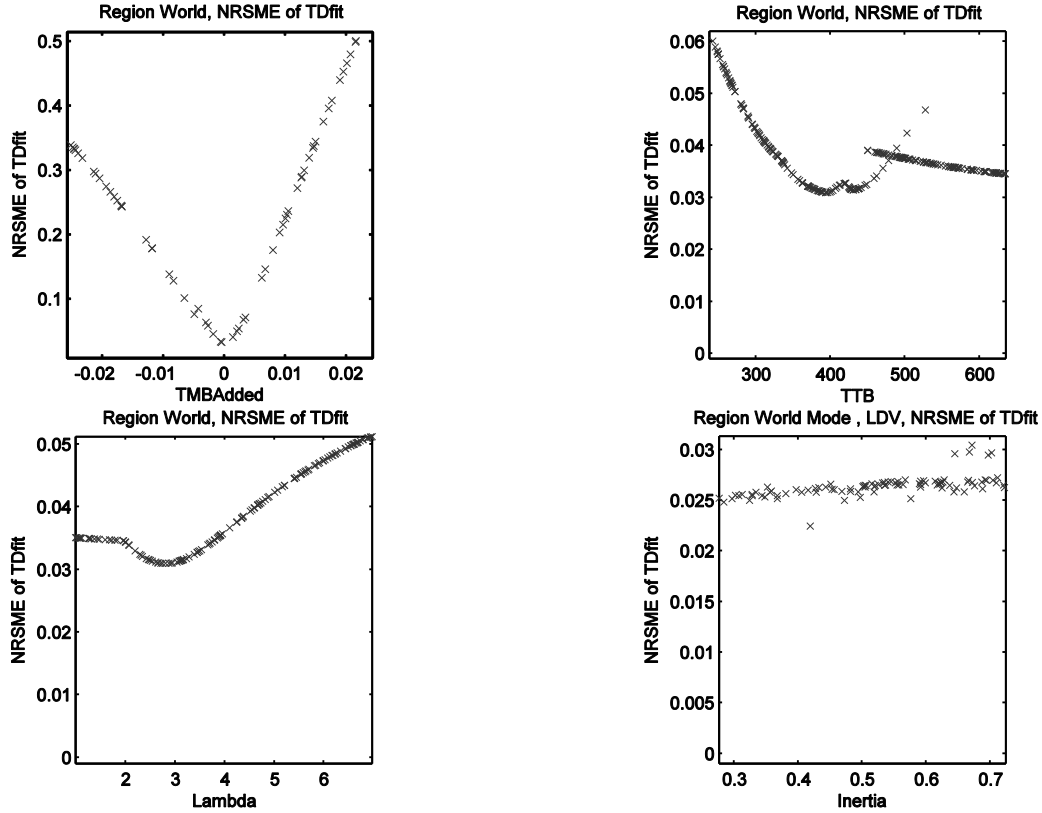 Region World, NRSME of TDfit
0.5
0.4
0.3
0.2
0.1
NRSME of TDfit
-0.02 -0.01 0 0.01 0.02
TMBAdded
Region World, NRSME of TDfit
0.06
0.05
0.04
0.03
0.02
0.01
0
NRSME of TDfit
300 400 500 600
TTB
Region World, NRSME of TDfit
0.05
0.04
0.03
0.02
0.01
0
NRSME of TDfit
2 3 4 5 6
Lambda
Region World Mode , LDV, NRSME of TDfit
0.03
0.025
0.02
0.015
0.01
0.005
0
NRSME of TDfit
0.3 0.4 0.5 0.6 0.7
Inertia